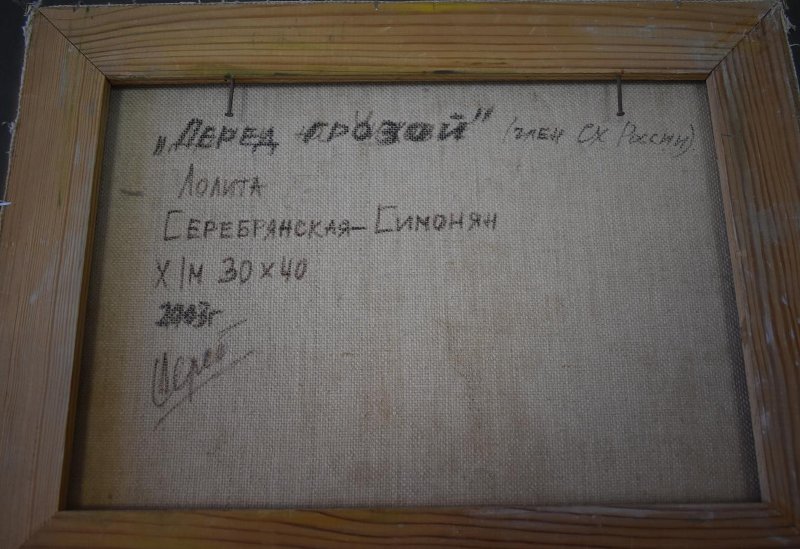 „Перед грозой" (член СХ России)
Лолита
Серебрянская-Симонян
Х/м 30х40
2003г